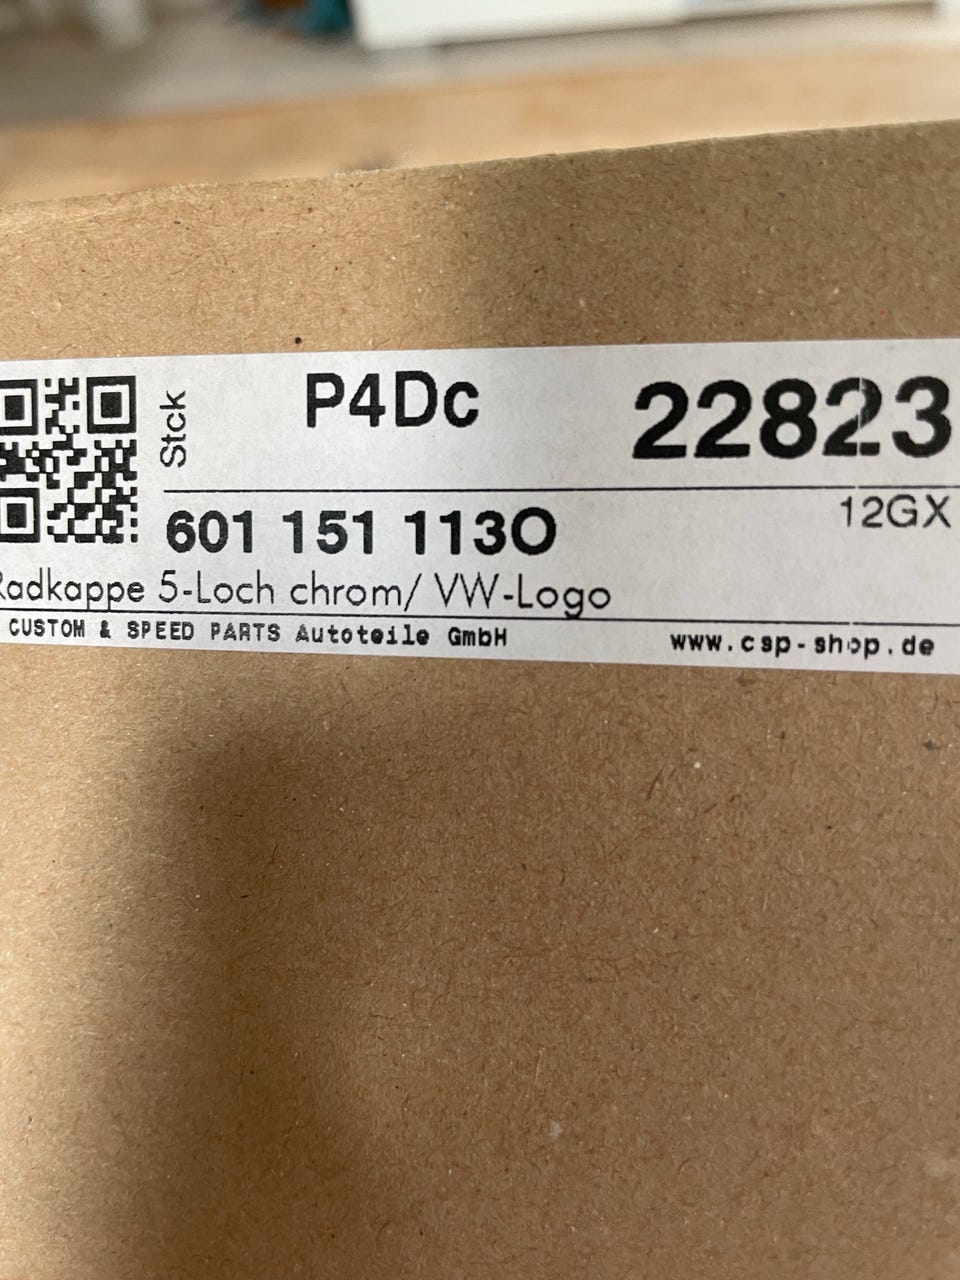 Stck
P4Dc
22823
601 151 113O
12GX
Radkappe 5-Loch chrom/ VW-Logo
CUSTOM & SPEED PARTS Autoteile GmbH
www.csp-shop.de